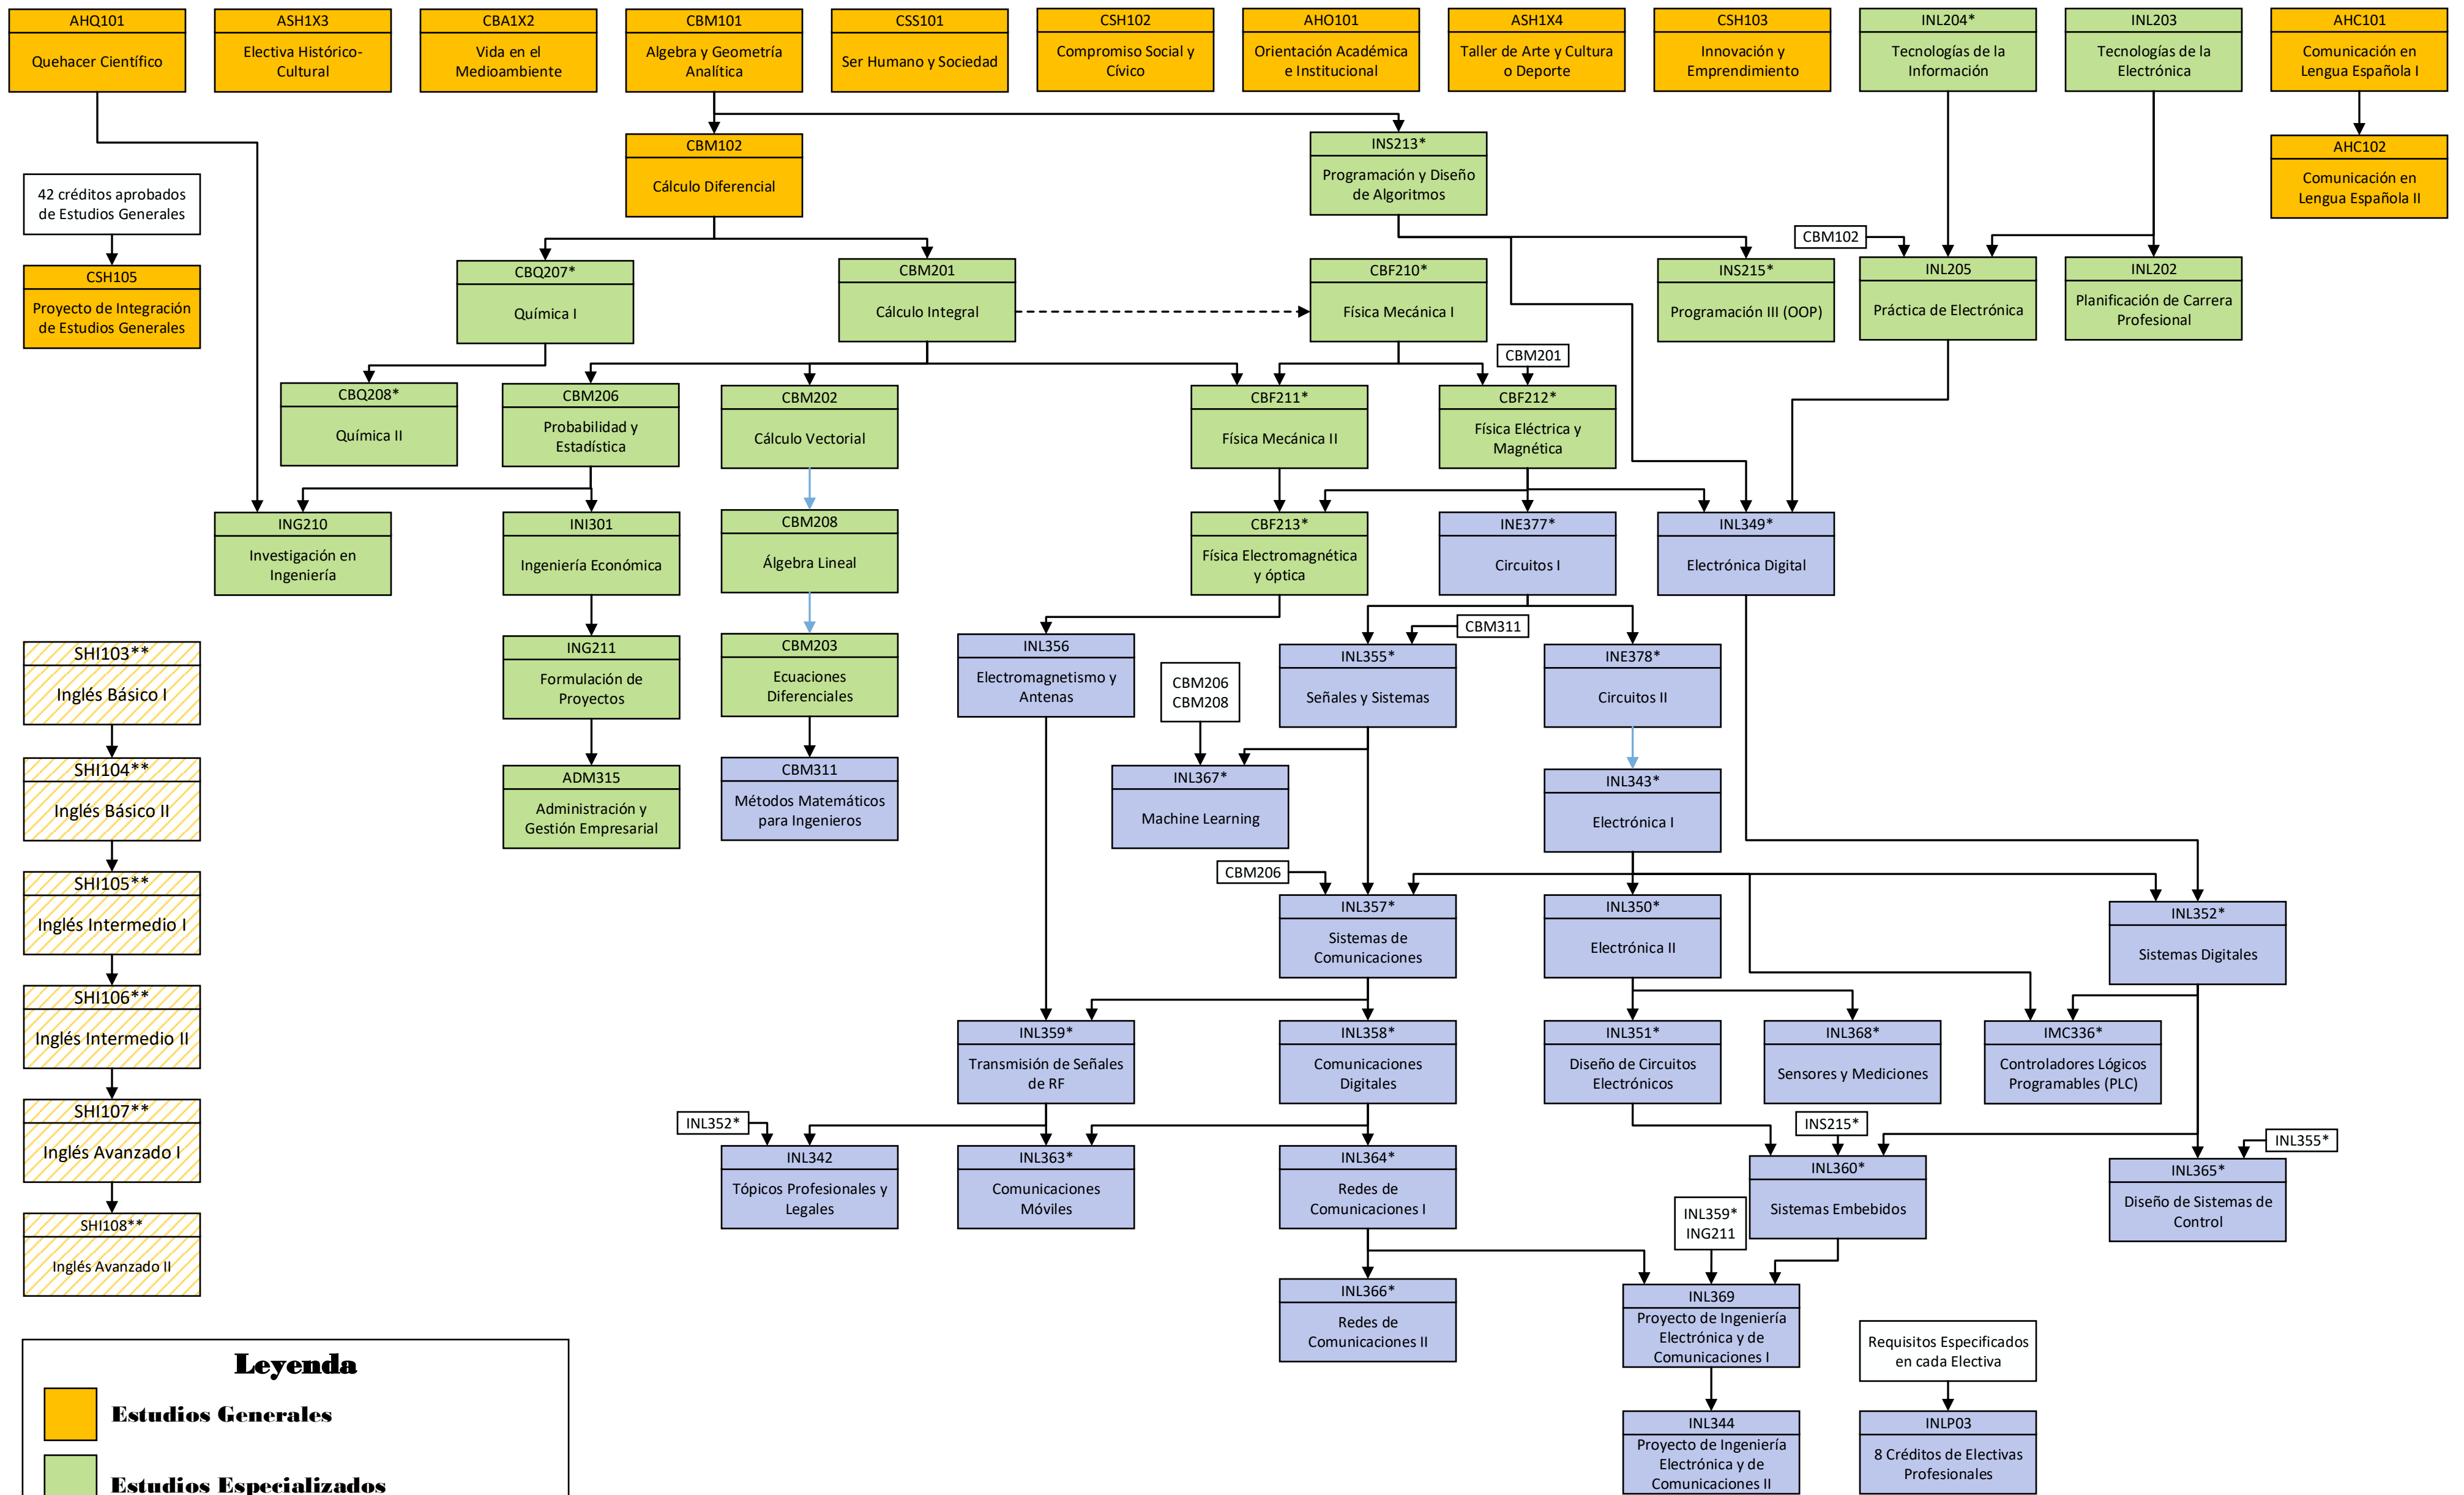 AHQ101
Quehacer Científico
ASH1X3
Electiva Histórico-
Cultural
CBA1X2
Vida en el
Medioambiente
CBM101
Algebra y Geometría
Analítica
CSS101
Ser Humano y Sociedad
CSH102
Compromiso Social y
Cívico
AHO101
Orientación Académica
e Institucional
ASH1X4
Taller de Arte y Cultura
o Deporte
CSH103
Innovación y
Emprendimiento
INL204*
Tecnologías de la
Información
INL203
Tecnologías de la
Electrónica
AHC101
Comunicación en
Lengua Española I
CBM102
Cálculo Diferencial
INS213*
Programación y Diseño
de Algoritmos
AHC102
Comunicación en
Lengua Española II
42 créditos aprobados
de Estudios Generales
CBM102
CSH105
Proyecto de Integración
de Estudios Generales
CBQ207*
Química I
CBM201
Cálculo Integral
CBF210*
Física Mecánica I
INS215*
Programación III (OOP)
INL205
Práctica de Electrónica
INL202
Planificación de Carrera
Profesional
CBM201
CBQ208*
Química II
CBM206
Probabilidad y
Estadística
CBM202
Cálculo Vectorial
CBF211*
Física Mecánica II
CBF212*
Física Eléctrica y
Magnética
ING210
Investigación en
Ingeniería
INI301
Ingeniería Económica
CBM208
Álgebra Lineal
CBF213*
Física Electromagnética
y óptica
INE377*
Circuitos I
INL349*
Electrónica Digital
CBM311
SHI103**
Inglés Básico I
ING211
Formulación de
Proyectos
CBM203
Ecuaciones
Diferenciales
INL356
Electromagnetismo y
Antenas
CBM206
CBM208
INL355*
Señales y Sistemas
INE378*
Circuitos II
SHI104**
Inglés Básico II
ADM315
Administración y
Gestión Empresarial
CBM311
Métodos Matemáticos
para Ingenieros
INL367*
Machine Learning
INL343*
Electrónica I
CBM206
SHI105**
Inglés Intermedio I
INL357*
Sistemas de
Comunicaciones
INL350*
Electrónica II
INL352*
Sistemas Digitales
SHI106**
Inglés Intermedio II
INL359*
Transmisión de Señales
de RF
INL358*
Comunicaciones
Digitales
INL351*
Diseño de Circuitos
Electrónicos
INL368*
Sensores y Mediciones
IMC336*
Controladores Lógicos
Programables (PLC)
SHI107**
Inglés Avanzado I
INL352*
INS215*
INL355*
INL342
Tópicos Profesionales y
Legales
INL363*
Comunicaciones
Móviles
INL364*
Redes de
Comunicaciones I
INL360*
Sistemas Embebidos
INL365*
Diseño de Sistemas de
Control
SHI108**
Inglés Avanzado II
INL359*
ING211
INL366*
Redes de
Comunicaciones II
INL369
Proyecto de Ingeniería
Electrónica y de
Comunicaciones I
Requisitos Especificados
en cada Electiva
INL344
Proyecto de Ingeniería
Electrónica y de
Comunicaciones II
INLP03
8 Créditos de Electivas
Profesionales
Leyenda
Estudios Generales
Estudios Especializados